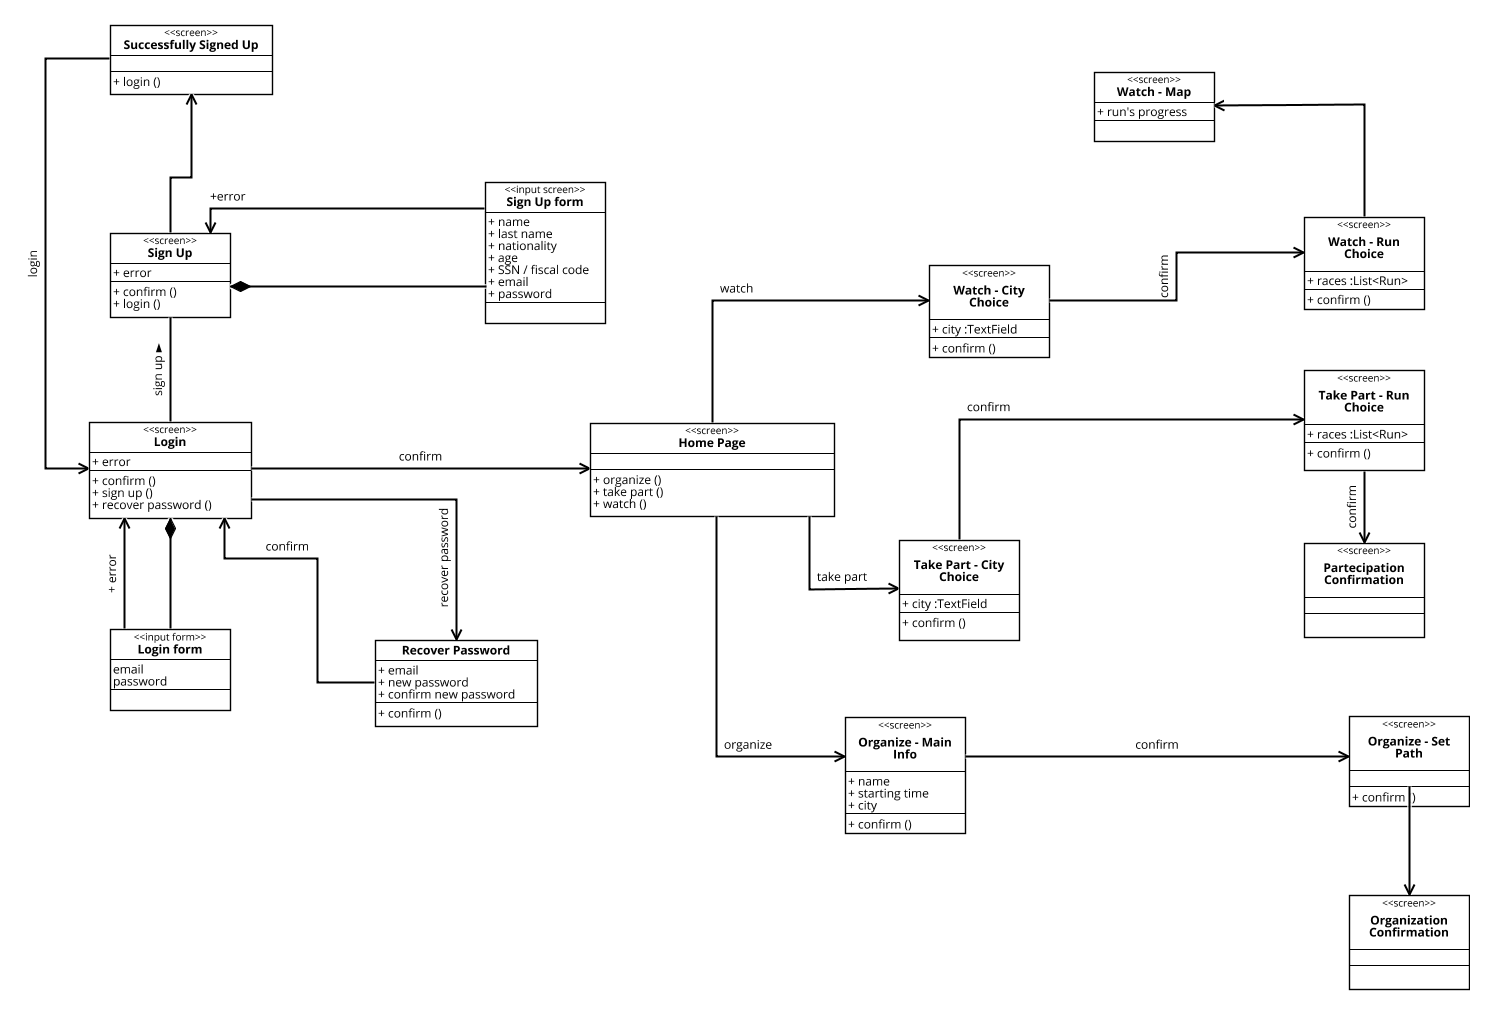 <<screen>>
Successfully Signed Up
+ login ()
login
+error
<<input screen>>
Sign Up form
+ name
+ last name
+ nationality
+ age
+ SSN / fiscal code
+ email
+ password
<<screen>>
Sign Up
+ error
+ confirm ()
+ login ()
sign up ▶
<<screen>>
Login
+ error
+ confirm ()
+ sign up ()
+ recover password ()
confirm
+ error
confirm
recover password
<<input form>>
Login form
email
password
Recover Password
+ email
+ new password
+ confirm new password
+ confirm ()
<<screen>>
Home Page
+ organize ()
+ take part ()
+ watch ()
watch
<<screen>>
Watch - City
Choice
+ city :TextField
+ confirm ()
confirm
<<screen>>
Watch - Run
Choice
+ races :List<Run>
+ confirm ()
<<screen>>
Watch - Map
+ run's progress
take part
<<screen>>
Take Part - City
Choice
+ city :TextField
+ confirm ()
confirm
<<screen>>
Take Part - Run
Choice
+ races :List<Run>
+ confirm ()
confirm
<<screen>>
Partecipation
Confirmation
organize
<<screen>>
Organize - Main
Info
+ name
+ starting time
+ city
+ confirm ()
confirm
<<screen>>
Organize - Set
Path
+ confirm ()
<<screen>>
Organization
Confirmation